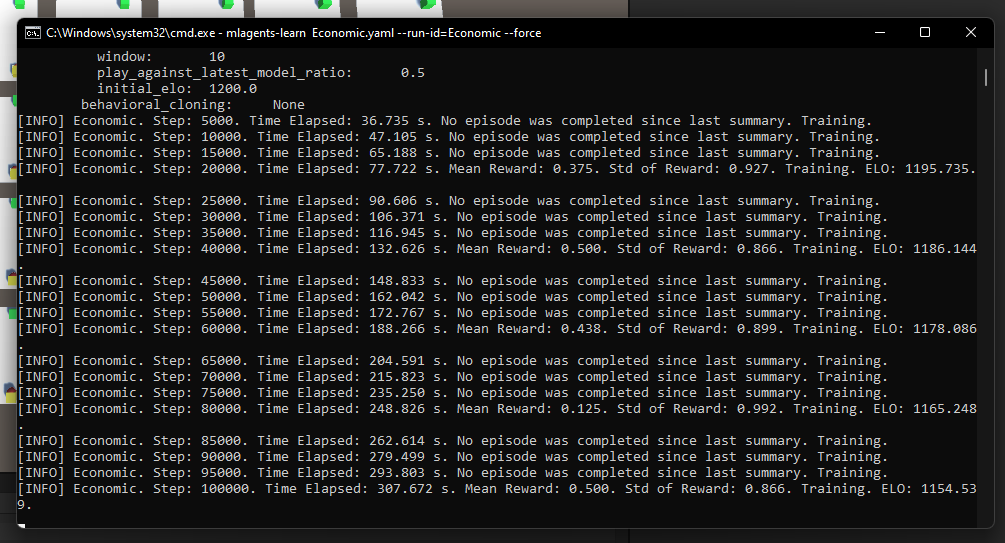 C:\Windows\system32\cmd.exe - mlagents-learn  Economic.yaml --run-id=Economic --force
window:	10
play_against_latest_model_ratio:	0.5
initial_elo:	1200.0
behavioral_cloning:	None
[INFO] Economic. Step: 5000. Time Elapsed: 36.735 s. No episode was completed since last summary. Training.
[INFO] Economic. Step: 10000. Time Elapsed: 47.105 s. No episode was completed since last summary. Training.
[INFO] Economic. Step: 15000. Time Elapsed: 65.188 s. No episode was completed since last summary. Training.
[INFO] Economic. Step: 20000. Time Elapsed: 77.722 s. Mean Reward: 0.375. Std of Reward: 0.927. Training. ELO: 1195.735.
[INFO] Economic. Step: 25000. Time Elapsed: 90.606 s. No episode was completed since last summary. Training.
[INFO] Economic. Step: 30000. Time Elapsed: 106.371 s. No episode was completed since last summary. Training.
[INFO] Economic. Step: 35000. Time Elapsed: 116.945 s. No episode was completed since last summary. Training.
[INFO] Economic. Step: 40000. Time Elapsed: 132.626 s. Mean Reward: 0.500. Std of Reward: 0.866. Training. ELO: 1186.144
.
[INFO] Economic. Step: 45000. Time Elapsed: 148.833 s. No episode was completed since last summary. Training.
[INFO] Economic. Step: 50000. Time Elapsed: 162.042 s. No episode was completed since last summary. Training.
[INFO] Economic. Step: 55000. Time Elapsed: 172.767 s. No episode was completed since last summary. Training.
[INFO] Economic. Step: 60000. Time Elapsed: 188.266 s. Mean Reward: 0.438. Std of Reward: 0.899. Training. ELO: 1178.086
.
[INFO] Economic. Step: 65000. Time Elapsed: 204.591 s. No episode was completed since last summary. Training.
[INFO] Economic. Step: 70000. Time Elapsed: 215.823 s. No episode was completed since last summary. Training.
[INFO] Economic. Step: 75000. Time Elapsed: 235.250 s. No episode was completed since last summary. Training.
[INFO] Economic. Step: 80000. Time Elapsed: 248.826 s. Mean Reward: 0.125. Std of Reward: 0.992. Training. ELO: 1165.248
.
[INFO] Economic. Step: 85000. Time Elapsed: 262.614 s. No episode was completed since last summary. Training.
[INFO] Economic. Step: 90000. Time Elapsed: 279.499 s. No episode was completed since last summary. Training.
[INFO] Economic. Step: 95000. Time Elapsed: 293.803 s. No episode was completed since last summary. Training.
[INFO] Economic. Step: 100000. Time Elapsed: 307.672 s. Mean Reward: 0.500. Std of Reward: 0.866. Training. ELO: 1154.53
9.